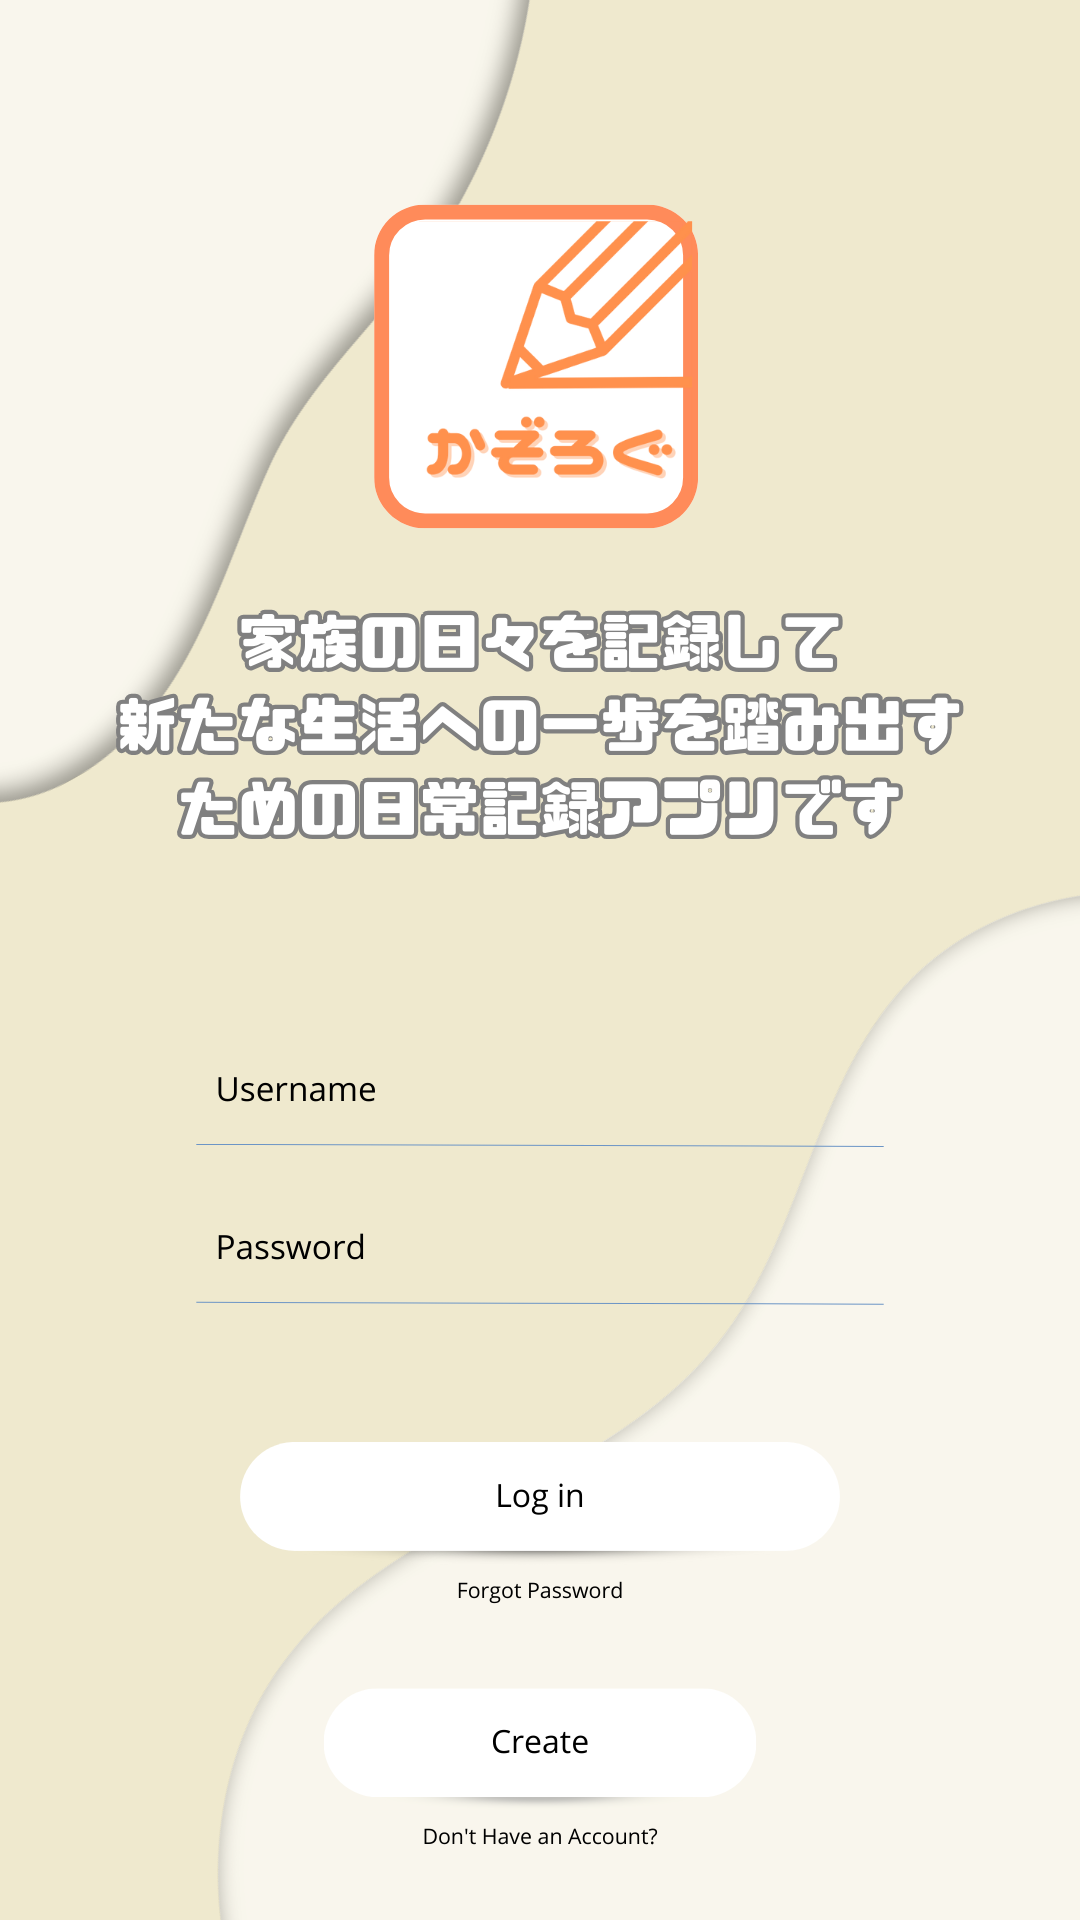 かぞろぐ
家族の日々を記録して
新たな生活への一歩を踏み出す
ための日常記録アプリです
Username
Password
Log in
Forgot Password
Create
Don't Have an Account?